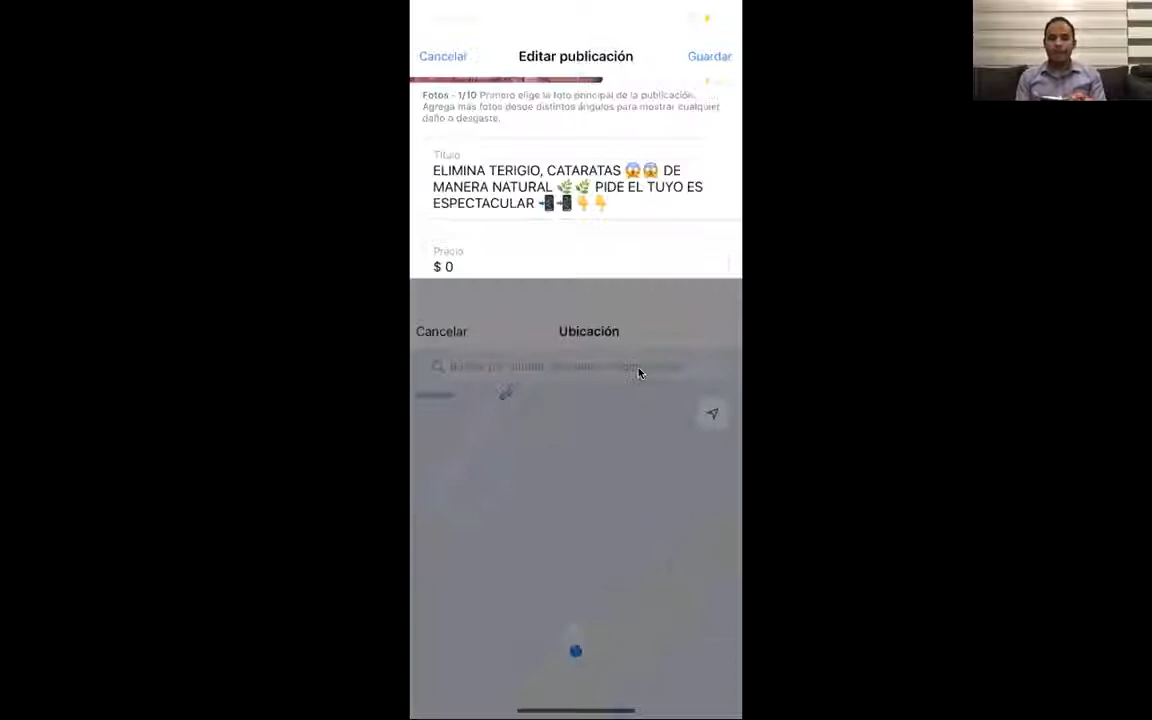 Cancelar
Editar publicación
Guardar
Fotos - 1/10 Primero elige la foto principal de la publicación.
Agrega más fotos desde distintos ángulos para mostrar cualquier
daño o desgaste.
Título
ELIMINA TERIGIO, CATARATAS 😱😱 DE
MANERA NATURAL 🌿🌿 PIDE EL TUYO ES
ESPECTACULAR 📲📲👇👇
Precio
$ 0
Cancelar
Ubicación